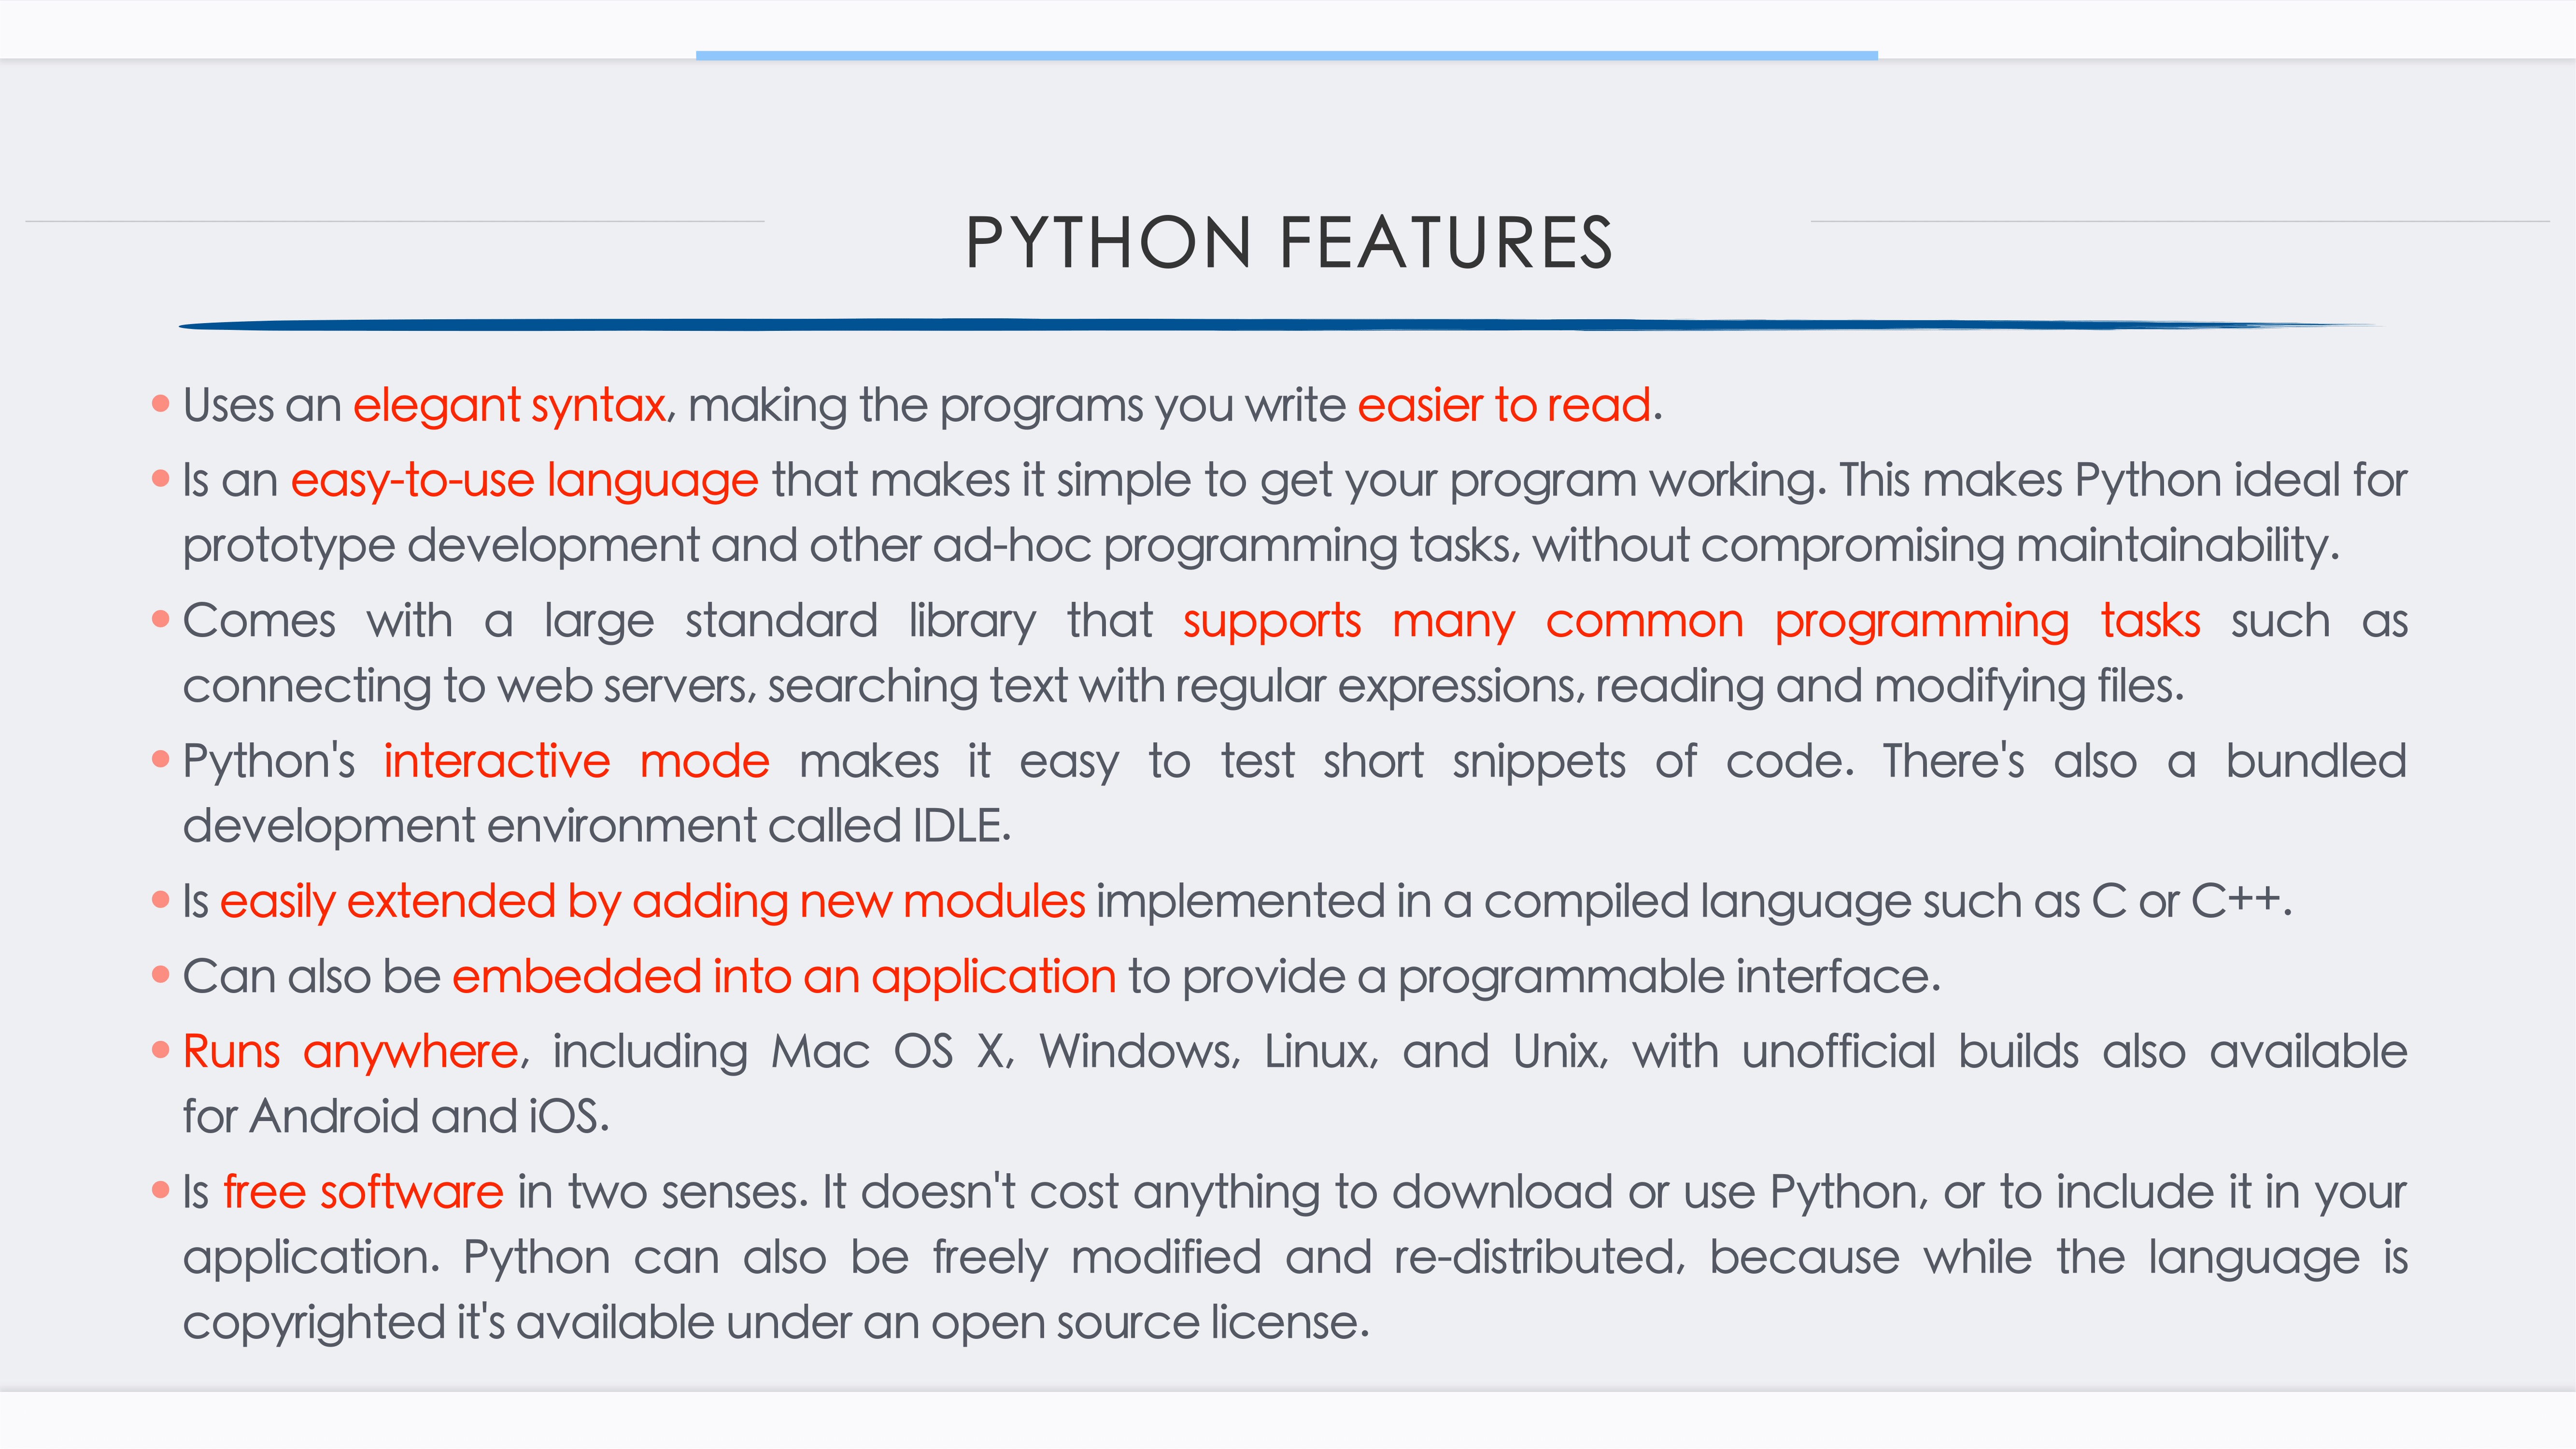 PYTHON FEATURES
• Uses an elegant syntax, making the programs you write easier to read.
• Is an easy-to-use language that makes it simple to get your program working. This makes Python ideal for
prototype development and other ad-hoc programming tasks, without compromising maintainability.
• Comes with a large standard library that supports many common programming tasks such as
connecting to web servers, searching text with regular expressions, reading and modifying files.
• Python's interactive mode makes it easy to test short snippets of code. There's also a bundled
development environment called IDLE.
• Is easily extended by adding new modules implemented in a compiled language such as C or C++.
• Can also be embedded into an application to provide a programmable interface.
• Runs anywhere, including Mac OS X, Windows, Linux, and Unix, with unofficial builds also available
for Android and iOS.
• Is free software in two senses. It doesn't cost anything to download or use Python, or to include it in your
application. Python can also be freely modified and re-distributed, because while the language is
copyrighted it's available under an open source license.